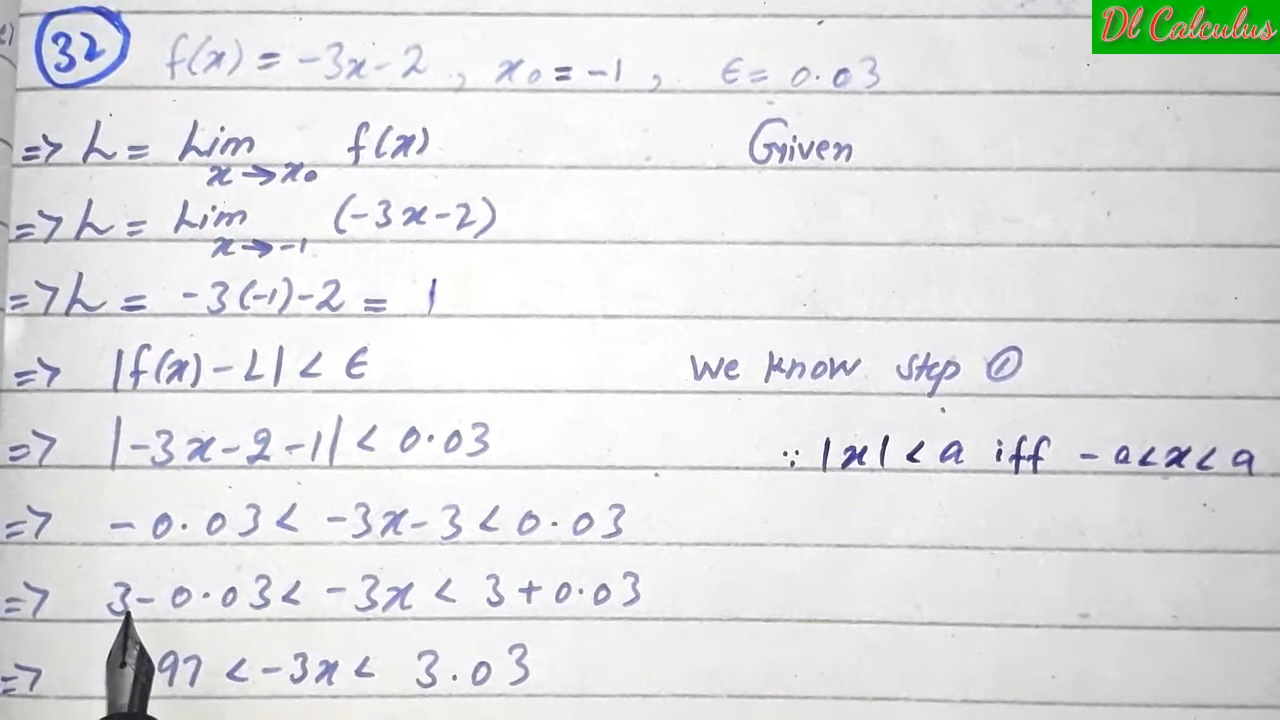 Dl Calculus
32 f(x) = -3x-2 , x₀ = -1 , ϵ = 0.03
=> L = Lim x→x₀ f(x) Given
=> L = Lim x→-1 (-3x-2)
=> L = -3(-1)-2 = 1
=> |f(x)-L| < ϵ We know step ①
=> |-3x-2-1| < 0.03 ∵ |x| < a iff -a<x<a
=> -0.03 < -3x-3 < 0.03
=> 3-0.03 < -3x < 3+0.03
=> 97 < -3x < 3.03